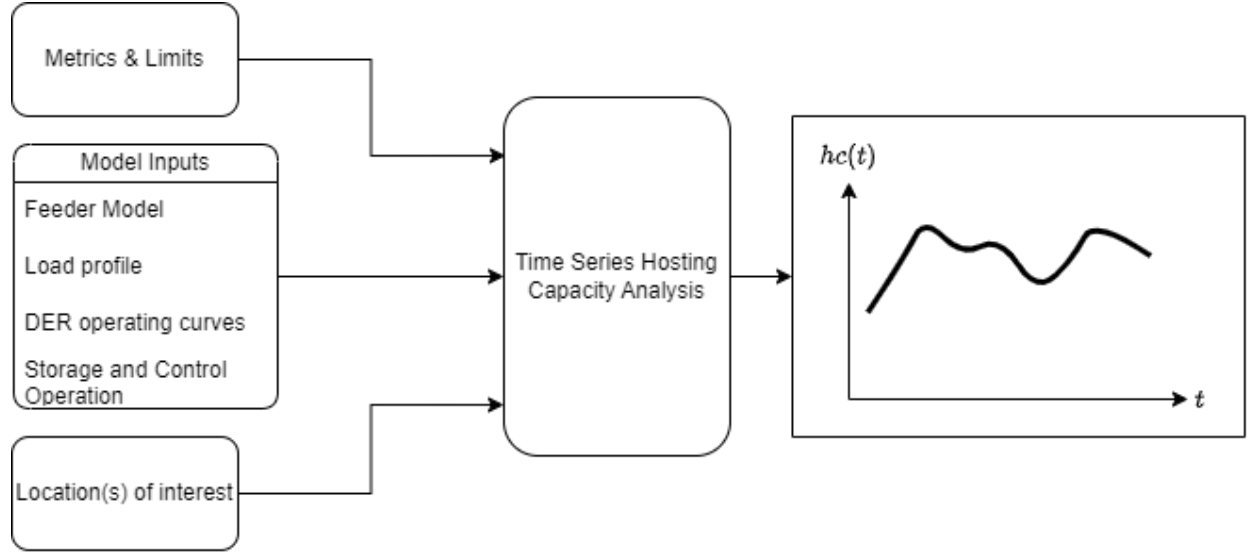 Metrics & Limits
Model Inputs
Feeder Model
Load profile
DER operating curves
Storage and Control
Operation
Location(s) of interest
Time Series Hosting
Capacity Analysis
hc(t)
t